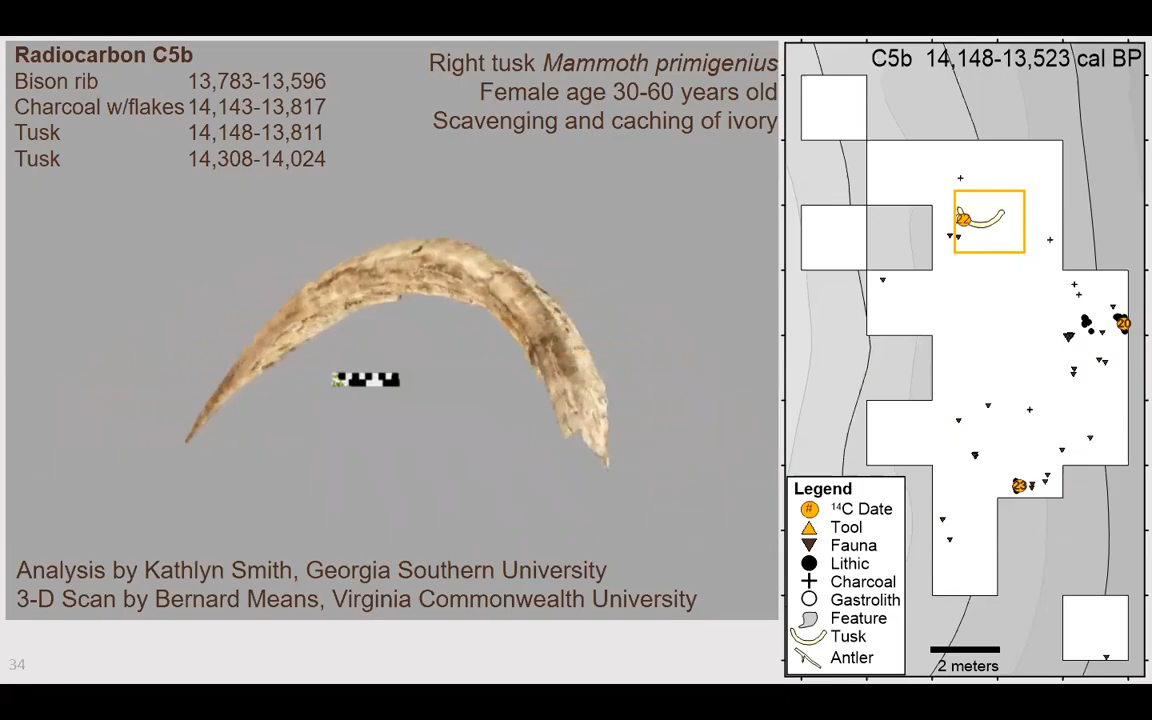 Radiocarbon C5b
Bison rib 13,783-13,596
Charcoal w/flakes 14,143-13,817
Tusk 14,148-13,811
Tusk 14,308-14,024
Right tusk Mammoth primigenius
Female age 30-60 years old
Scavenging and caching of ivory
Analysis by Kathlyn Smith, Georgia Southern University
3-D Scan by Bernard Means, Virginia Commonwealth University
34
C5b 14,148-13,523 cal BP
22
20
23
Legend
# ¹⁴C Date
Tool
Fauna
Lithic
Charcoal
Gastrolith
Feature
Tusk
Antler
2 meters